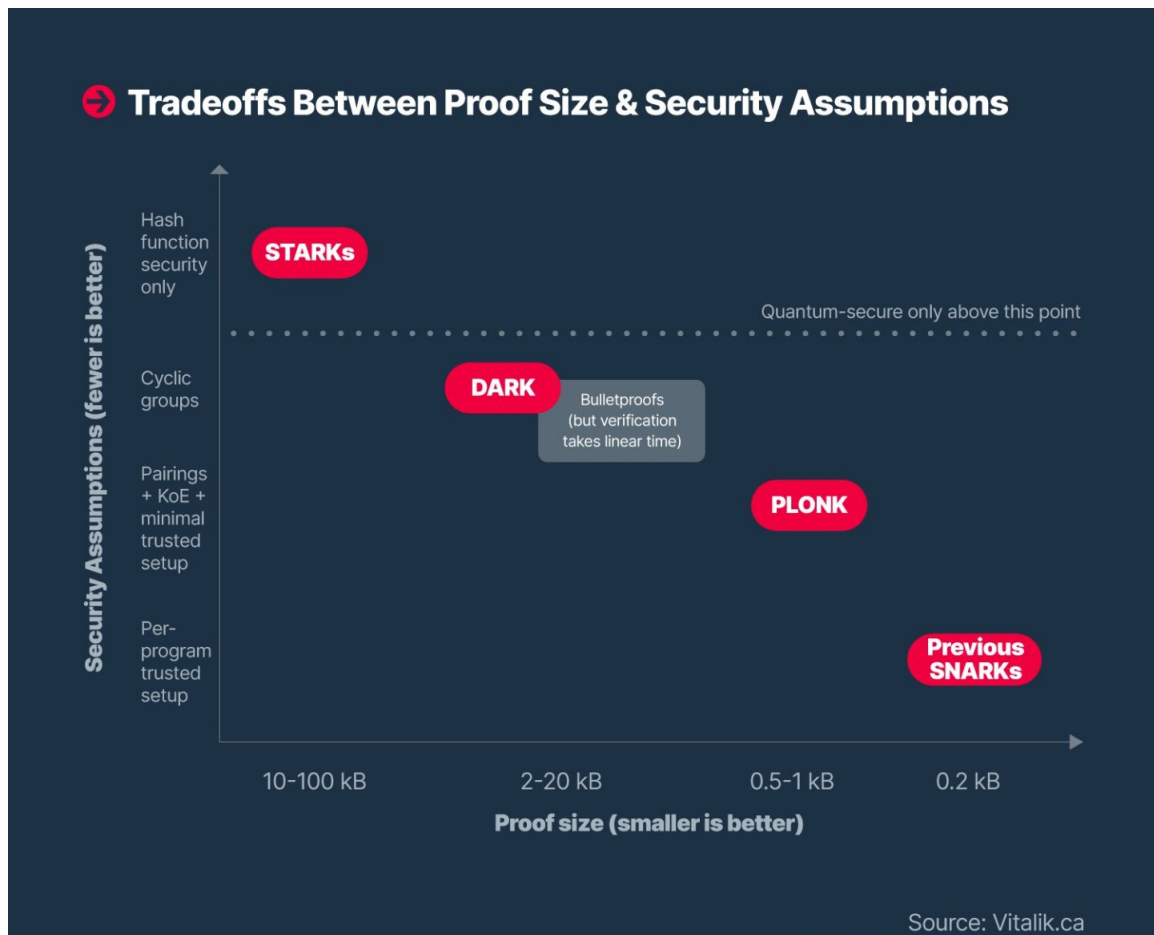 Tradeoffs Between Proof Size & Security Assumptions
Security Assumptions (fewer is better)
Hash
function
security
only
STARKs
Quantum-secure only above this point
Cyclic
groups
DARK
Bulletproofs
(but verification
takes linear time)
Pairings
+ KoE +
minimal
trusted
setup
PLONK
Per-
program
trusted
setup
Previous
SNARKs
10-100 kB
2-20 kB
0.5-1 kB
0.2 kB
Proof size (smaller is better)
Source: Vitalik.ca